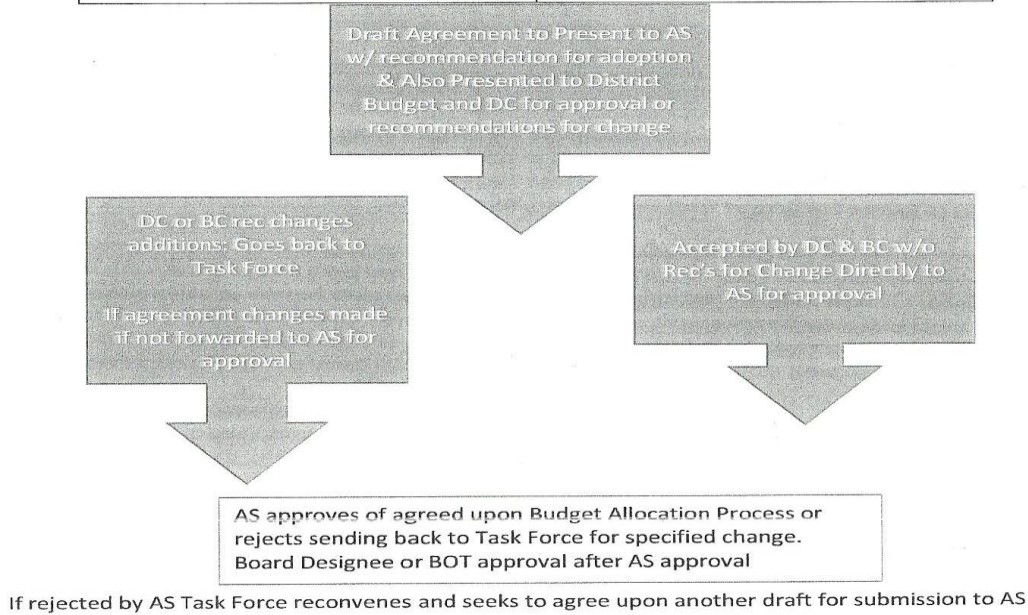 Draft Agreement to Present to AS
w/ recommendation for adoption
& Also Presented to District
Budget and DC for approval or
recommendations for change
DC or BC rec changes
additions: Goes back to
Task Force
If agreement changes made
if not forwarded to AS for
approval
Accepted by DC & BC w/o
Rec's for Change Directly to
AS for approval
AS approves of agreed upon Budget Allocation Process or
rejects sending back to Task Force for specified change.
Board Designee or BOT approval after AS approval
If rejected by AS Task Force reconvenes and seeks to agree upon another draft for submission to AS